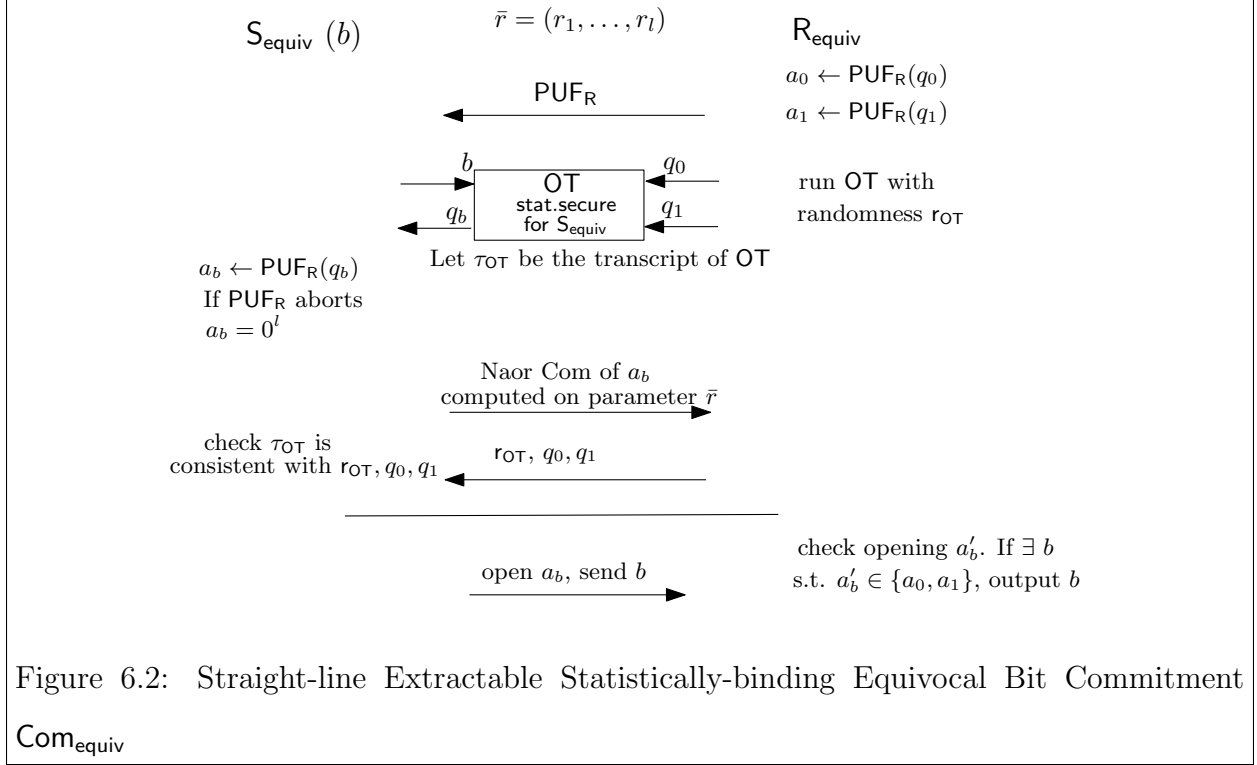 S_equiv (b)
r̄ = (r_1, . . . , r_l)
R_equiv
a_0 ← PUF_R(q_0)
a_1 ← PUF_R(q_1)
PUF_R
b
OT
stat.secure
for S_equiv
q_0
q_b
q_1
run OT with
randomness r_OT
Let τ_OT be the transcript of OT
a_b ← PUF_R(q_b)
If PUF_R aborts
a_b = 0^l
Naor Com of a_b
computed on parameter r̄
check τ_OT is
consistent with r_OT, q_0, q_1
r_OT, q_0, q_1
check opening a′_b. If ∃ b
s.t. a′_b ∈ {a_0, a_1}, output b
open a_b, send b
Figure 6.2: Straight-line Extractable Statistically-binding Equivocal Bit Commitment
Com_equiv